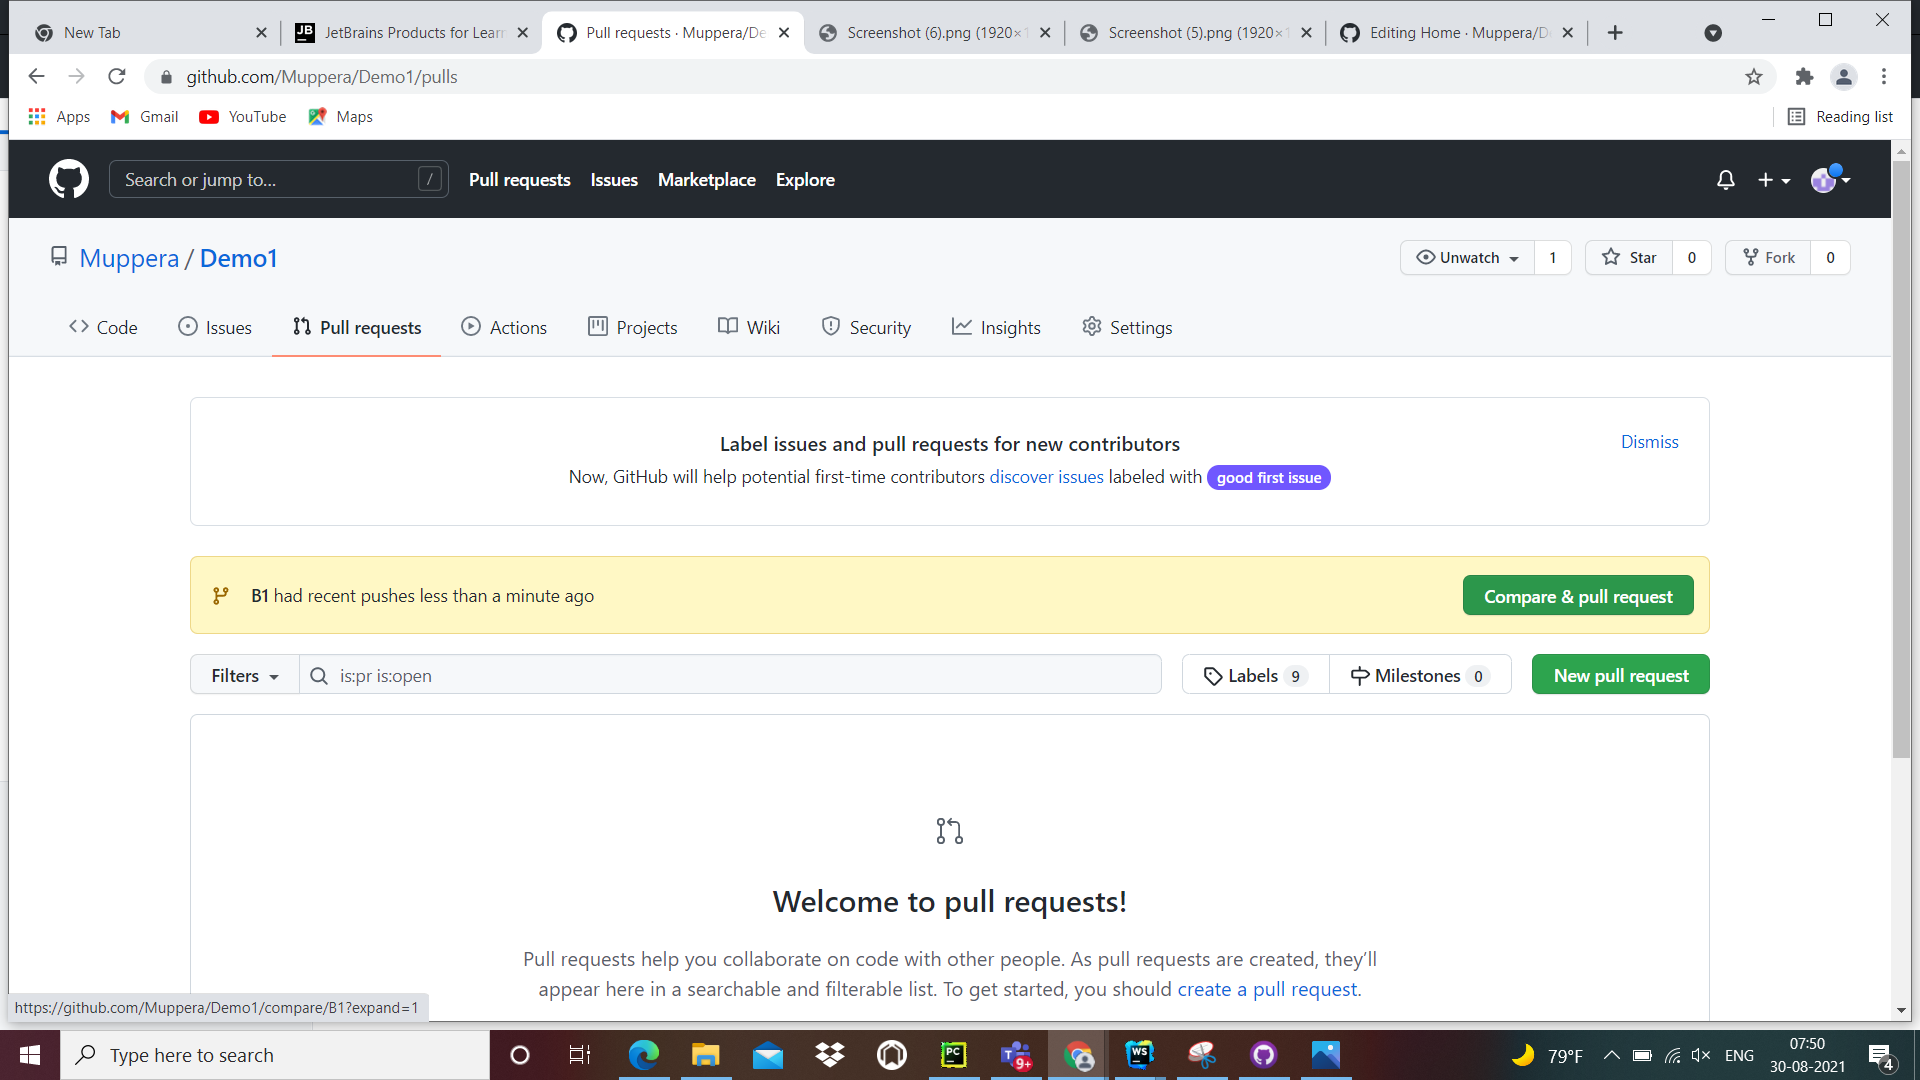 New Tab
JetBrains Products for Lear
Pull requests · Muppera/De
Screenshot (6).png (1920×1
Screenshot (5).png (1920×1
Editing Home · Muppera/D
github.com/Muppera/Demo1/pulls
Apps
Gmail
YouTube
Maps
Reading list
Search or jump to...
/
Pull requests
Issues
Marketplace
Explore
Muppera / Demo1
Unwatch 1
Star 0
Fork 0
Code
Issues
Pull requests
Actions
Projects
Wiki
Security
Insights
Settings
Label issues and pull requests for new contributors
Dismiss
Now, GitHub will help potential first-time contributors discover issues labeled with good first issue
B1 had recent pushes less than a minute ago
Compare & pull request
Filters
is:pr is:open
Labels 9
Milestones 0
New pull request
Welcome to pull requests!
Pull requests help you collaborate on code with other people. As pull requests are created, they’ll
appear here in a searchable and filterable list. To get started, you should create a pull request.
https://github.com/Muppera/Demo1/compare/B1?expand=1
Type here to search
PC
9+
WS
79°F
ENG
07:50
30-08-2021
4